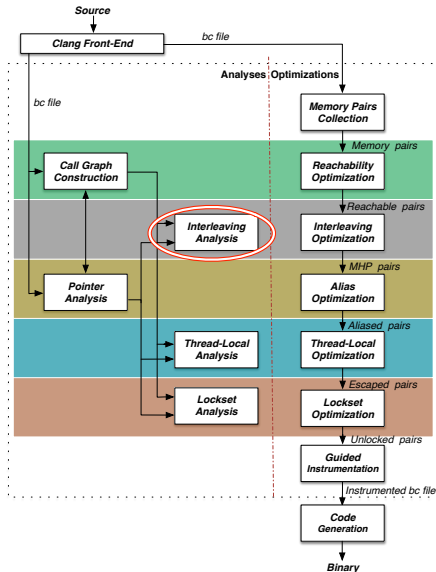 Source
Clang Front-End
bc file
bc file
Analyses Optimizations
Memory Pairs
Collection
Memory pairs
Call Graph
Construction
Reachability
Optimization
Reachable pairs
Interleaving
Analysis
Interleaving
Optimization
MHP pairs
Pointer
Analysis
Alias
Optimization
Aliased pairs
Thread-Local
Analysis
Thread-Local
Optimization
Escaped pairs
Lockset
Analysis
Lockset
Optimization
Unlocked pairs
Guided
Instrumentation
Instrumented bc file
Code
Generation
Binary